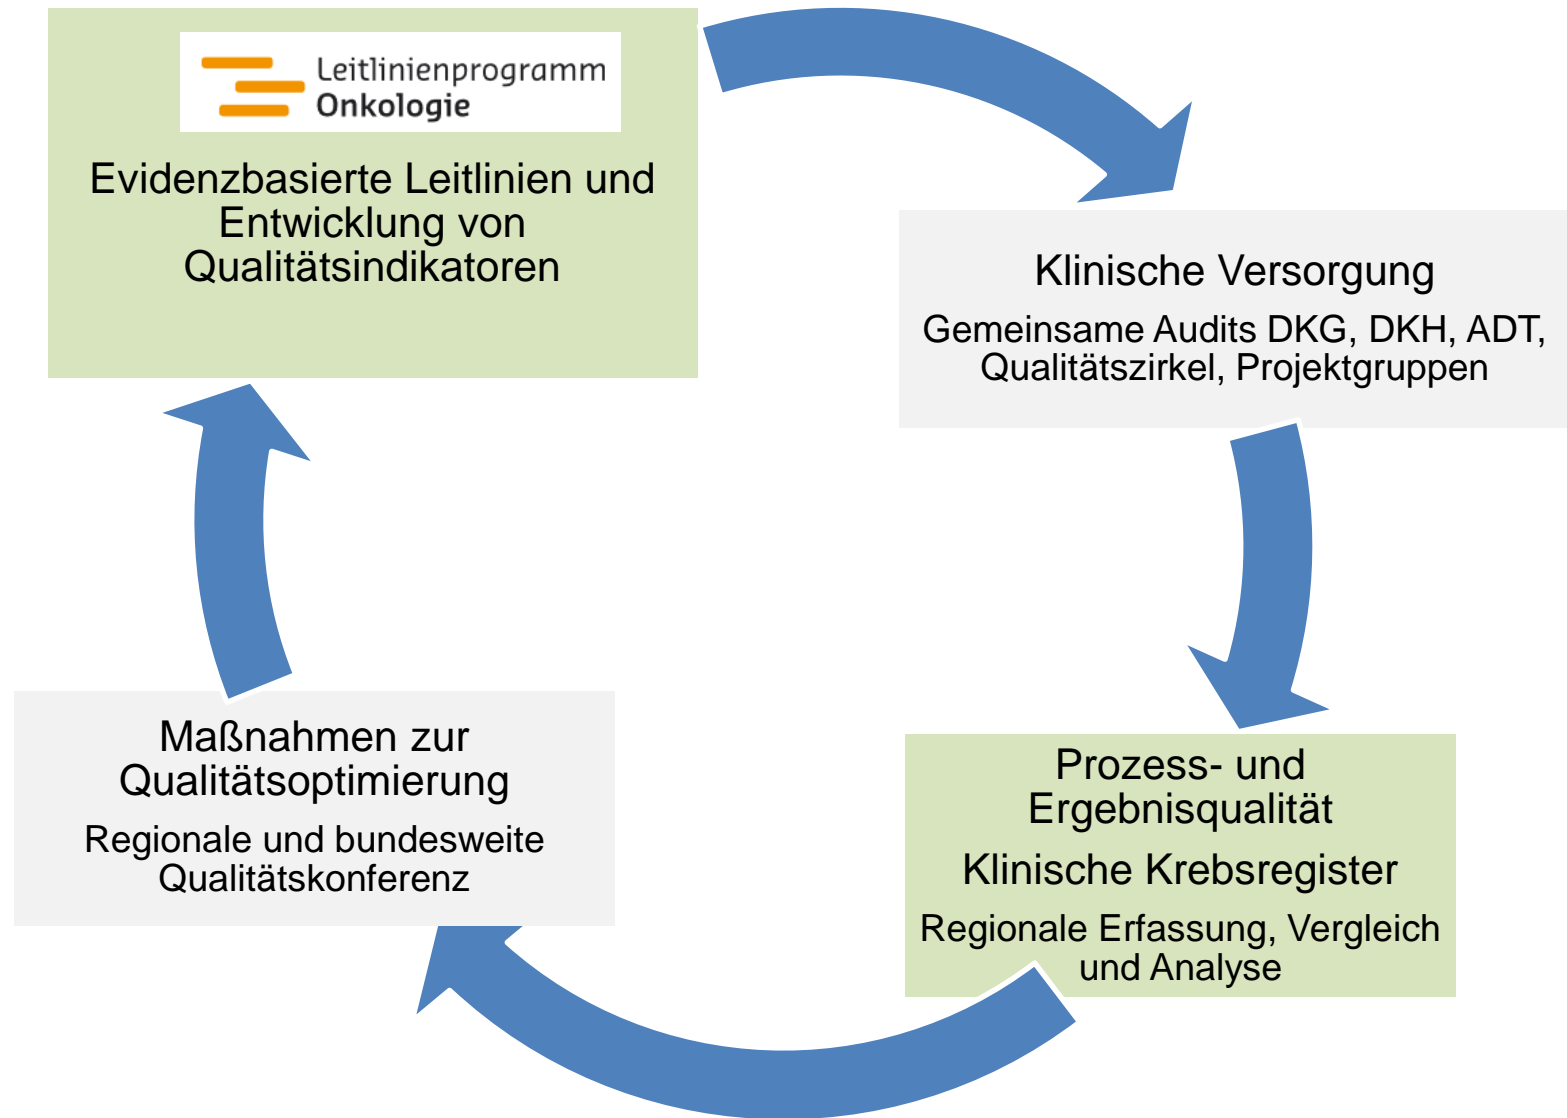 Leitlinienprogramm
Onkologie
Evidenzbasierte Leitlinien und
Entwicklung von
Qualitätsindikatoren
Klinische Versorgung
Gemeinsame Audits DKG, DKH, ADT,
Qualitätszirkel, Projektgruppen
Prozess- und
Ergebnisqualität
Klinische Krebsregister
Regionale Erfassung, Vergleich
und Analyse
Maßnahmen zur
Qualitätsoptimierung
Regionale und bundesweite
Qualitätskonferenz